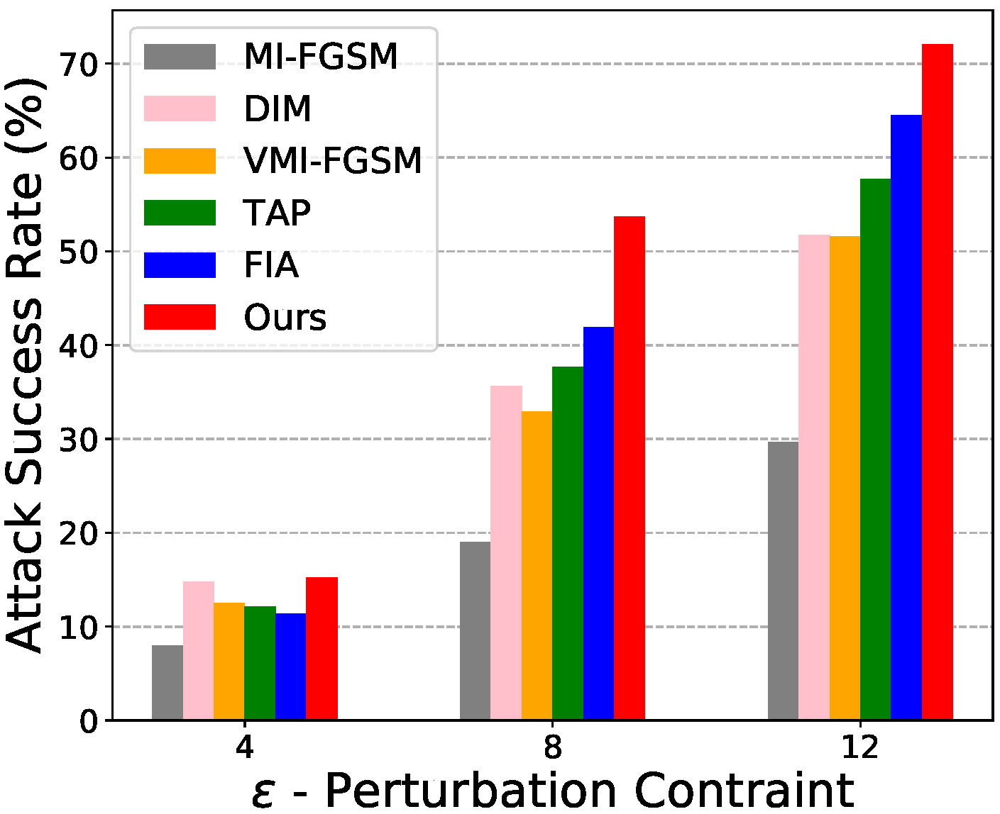 Attack Success Rate (%)
70
60
50
40
30
20
10
0
MI-FGSM
DIM
VMI-FGSM
TAP
FIA
Ours
4
8
12
ε - Perturbation Contraint